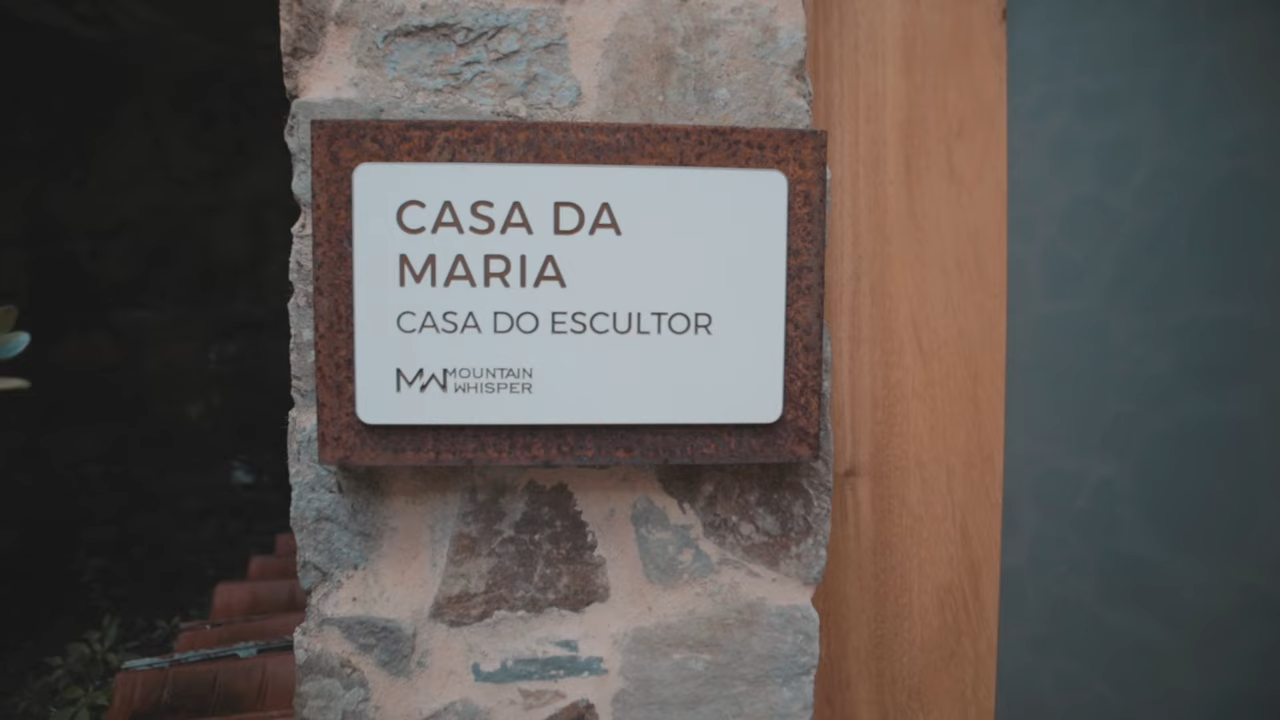 CASA DA
MARIA
CASA DO ESCULTOR
MW MOUNTAIN
WHISPER